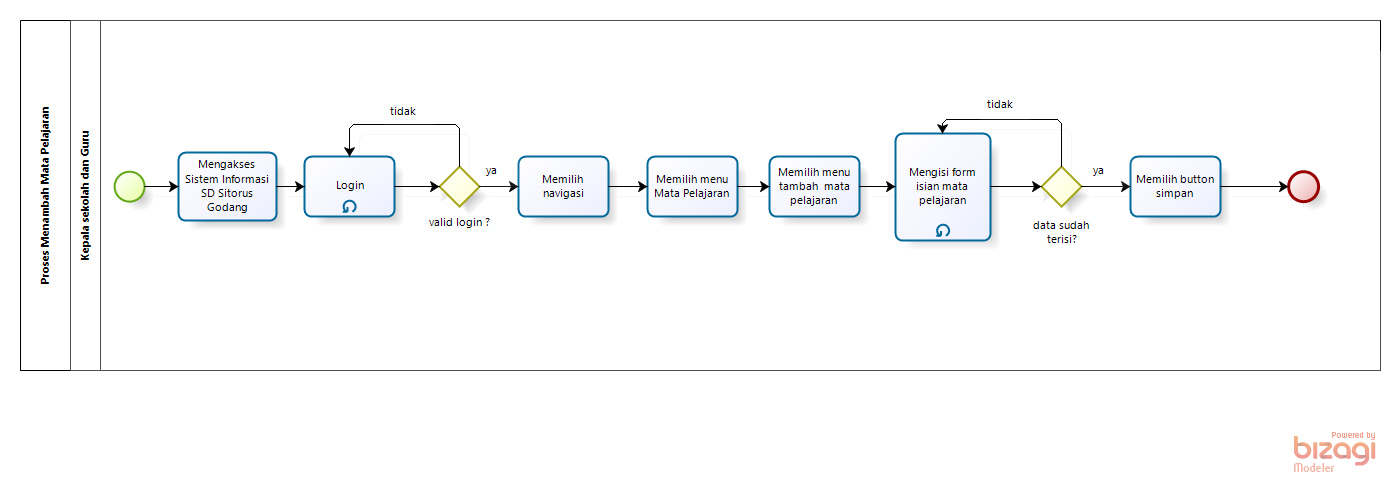 Proses Menambah Mata Pelajaran
Kepala sekolah dan Guru
Mengakses
Sistem Informasi
SD Sitorus
Godang
Login
tidak
valid login ?
ya
Memilih
navigasi
Memilih menu
Mata Pelajaran
Memilih menu
tambah mata
pelajaran
Mengisi form
isian mata
pelajaran
tidak
data sudah
terisi?
ya
Memilih button
simpan
Powered by
bizagi
Modeler